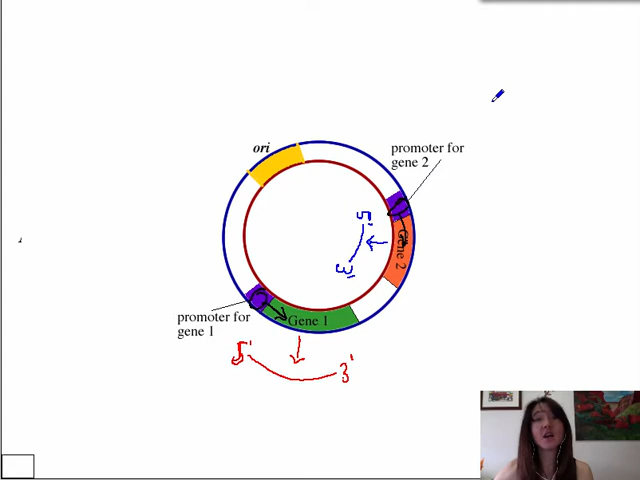 ori
promoter for
gene 2
5'
Gene 2
3'
promoter for
gene 1
Gene 1
5'
3'